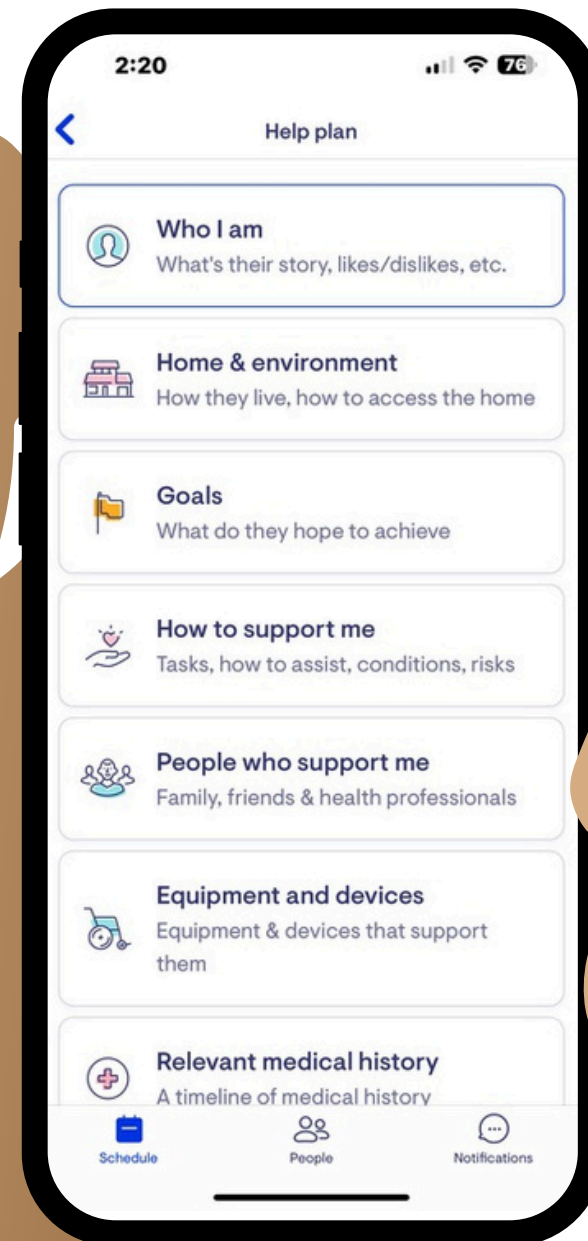 2:20
76
Help plan
Who I am
What's their story, likes/dislikes, etc.
Home & environment
How they live, how to access the home
Goals
What do they hope to achieve
How to support me
Tasks, how to assist, conditions, risks
People who support me
Family, friends & health professionals
Equipment and devices
Equipment & devices that support
them
Relevant medical history
A timeline of medical history
Schedule
People
Notifications